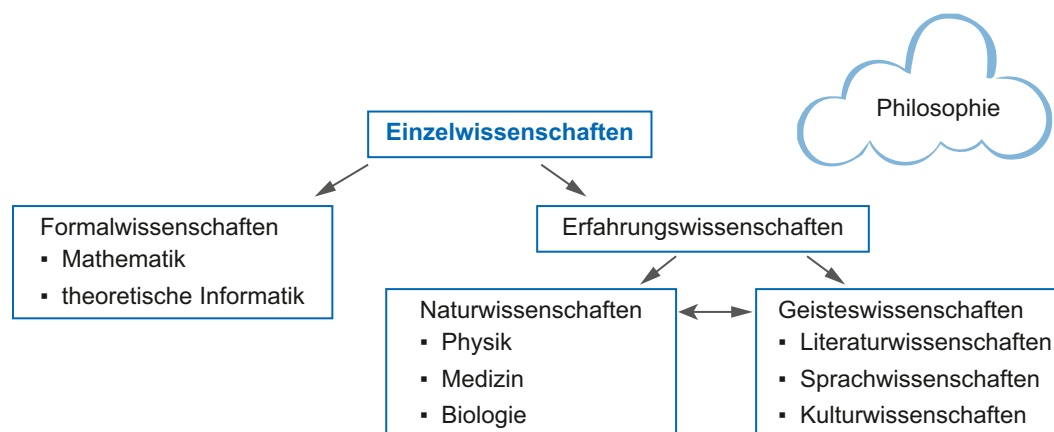 Philosophie
Einzelwissenschaften
Formalwissenschaften
▪ Mathematik
▪ theoretische Informatik
Erfahrungswissenschaften
Naturwissenschaften
▪ Physik
▪ Medizin
▪ Biologie
Geisteswissenschaften
▪ Literaturwissenschaften
▪ Sprachwissenschaften
▪ Kulturwissenschaften